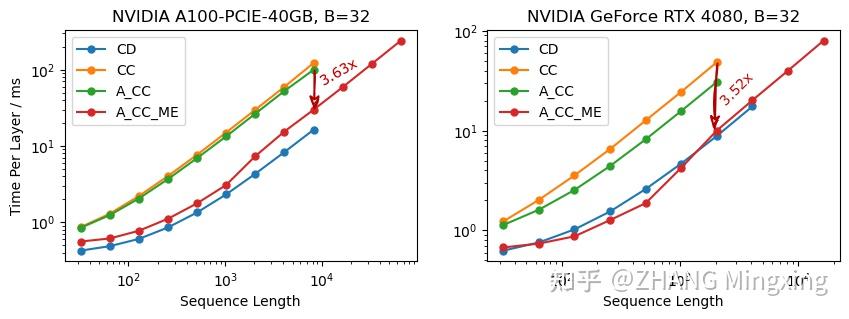 NVIDIA A100-PCIE-40GB, B=32
CD
CC
A_CC
A_CC_ME
3.63x
10²
10¹
10⁰
Time Per Layer / ms
10² 10³ 10⁴
Sequence Length
NVIDIA GeForce RTX 4080, B=32
CD
CC
A_CC
A_CC_ME
3.52x
10²
10¹
10⁰
Sequence Length
知乎 @ZHANG Mingxing